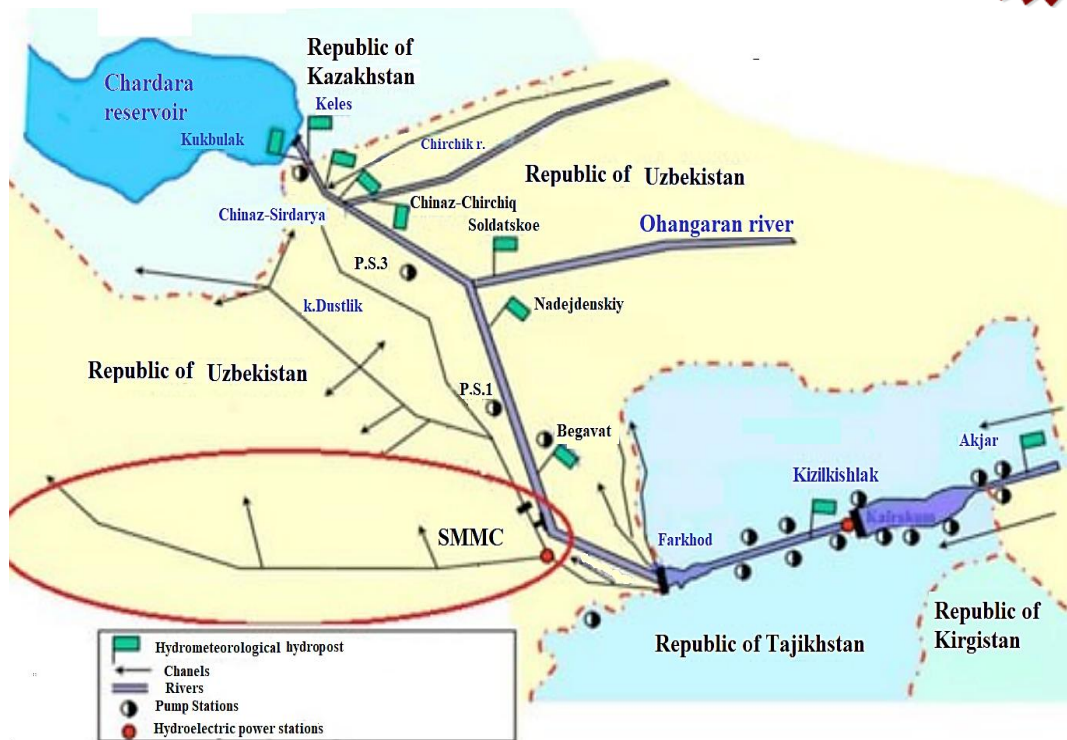 Republic of
Kazakhstan
Chardara
reservoir
Keles
Kukbulak
Chirchik r.
Republic of Uzbekistan
Chinaz-Chirchiq
Chinaz-Sirdarya
Soldatskoe
Ohangaran river
P.S.3
k.Dustlik
Nadejdenskiy
Republic of Uzbekistan
P.S.1
Begavat
Akjar
Kizilkishlak
Kairakum
SMMC
Farkhod
Republic of Tajikhstan
Republic of
Kirgistan
Hydrometeorological hydropost
Chanels
Rivers
Pump Stations
Hydroelectric power stations